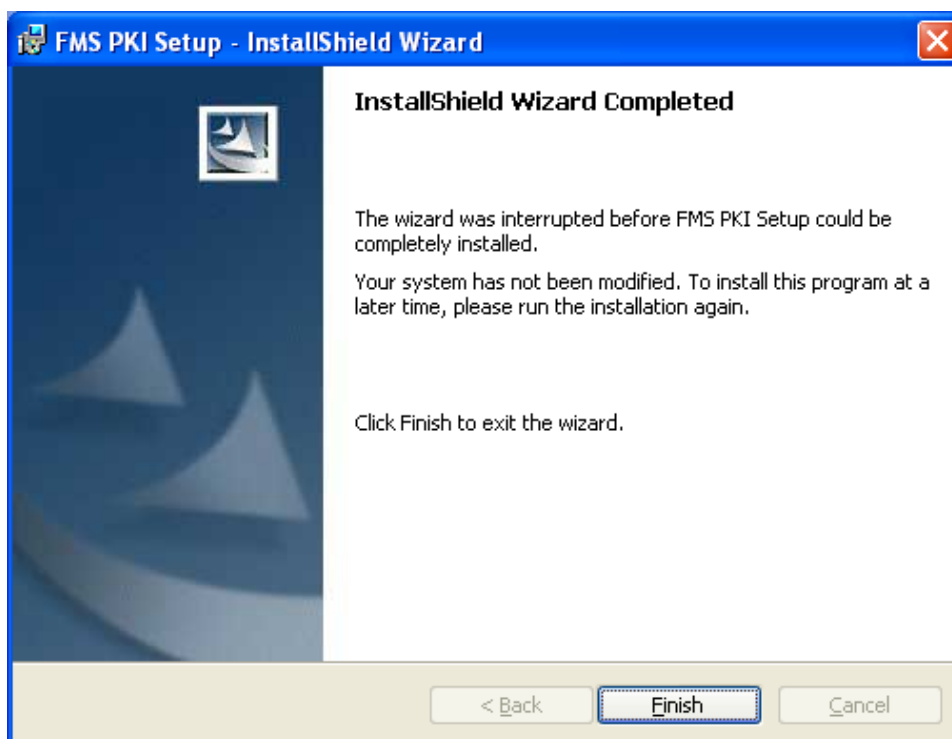 FMS PKI Setup - InstallShield Wizard
InstallShield Wizard Completed
The wizard was interrupted before FMS PKI Setup could be
completely installed.
Your system has not been modified. To install this program at a
later time, please run the installation again.
Click Finish to exit the wizard.
< Back
Finish
Cancel